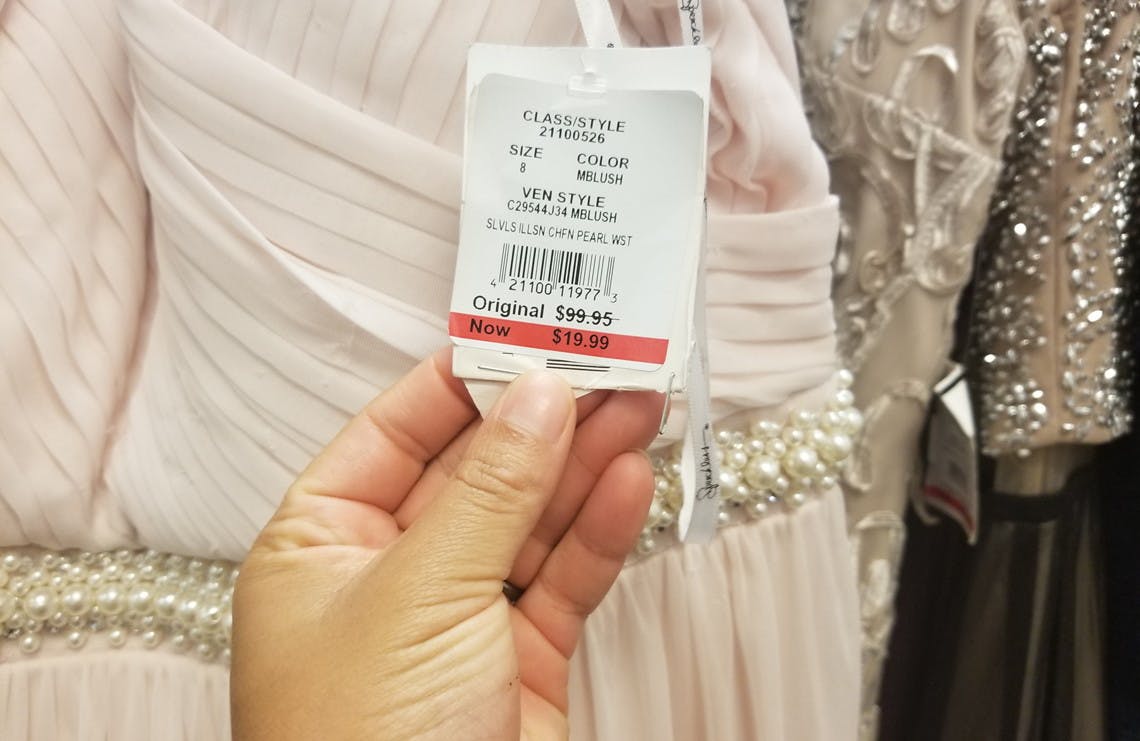 CLASS/STYLE
21100526
SIZE COLOR
8 MBLUSH
VEN STYLE
C29544J34 MBLUSH
SLVLS ILLSN CHFN PEARL WST
4 21100 11977 3
Original $99.95
Now $19.99